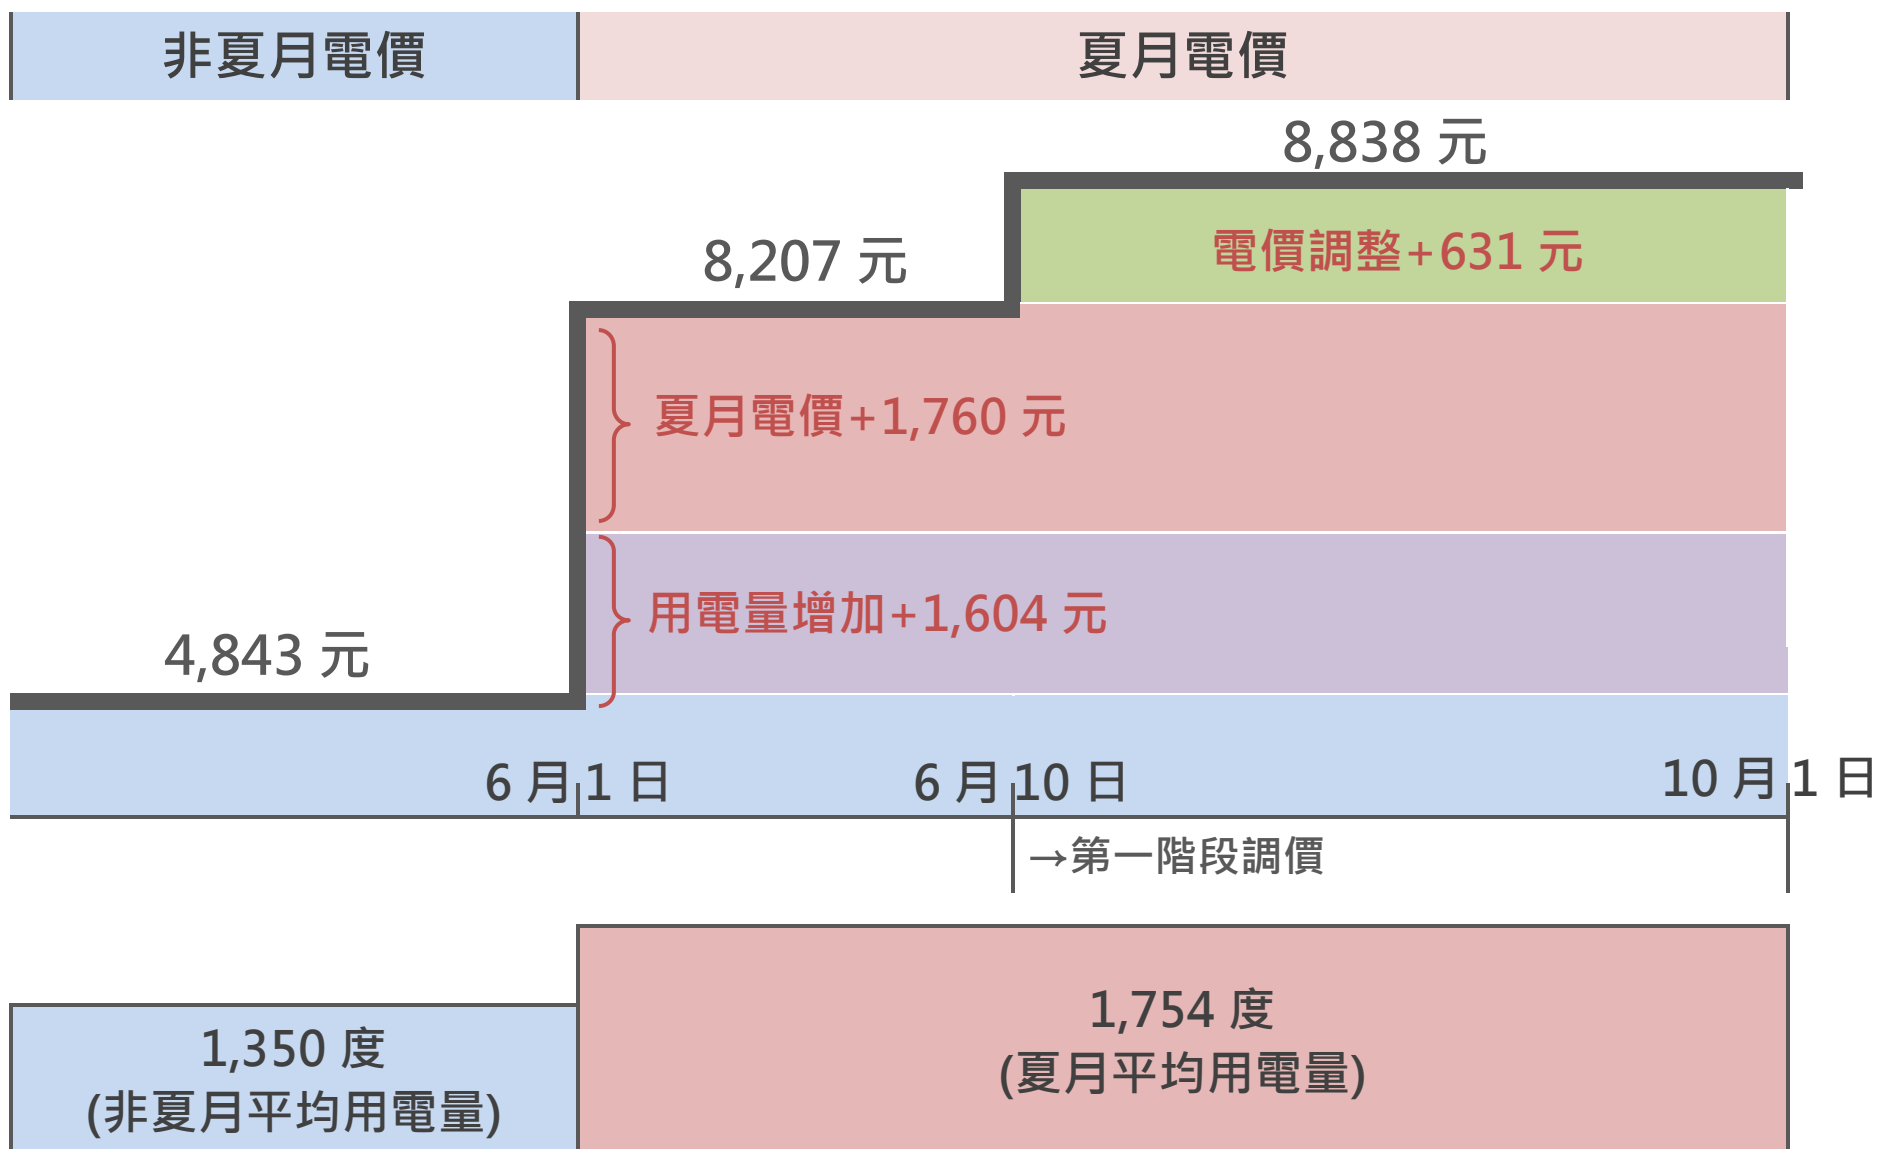 非夏月電價
夏月電價
8,838 元
電價調整+631 元
8,207 元
夏月電價+1,760 元
用電量增加+1,604 元
4,843 元
6 月 1 日
6 月 10 日
10 月 1 日
→第一階段調價
1,754 度
(夏月平均用電量)
1,350 度
(非夏月平均用電量)